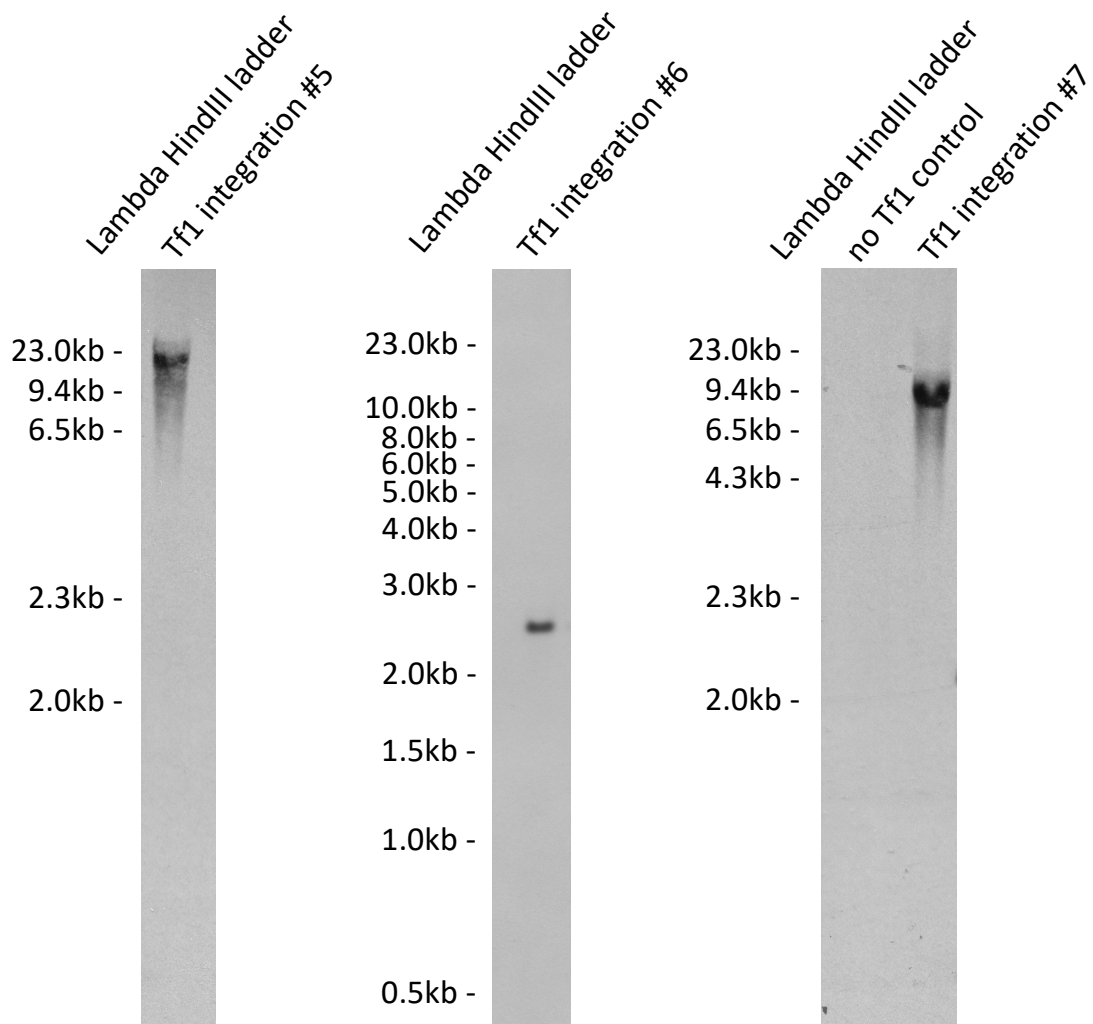 Lambda HindIII ladder
Tf1 integration #5
23.0kb -
9.4kb -
6.5kb -
2.3kb -
2.0kb -
Lambda HindIII ladder
Tf1 integration #6
23.0kb -
10.0kb -
8.0kb -
6.0kb -
5.0kb -
4.0kb -
3.0kb -
2.0kb -
1.5kb -
1.0kb -
0.5kb -
Lambda HindIII ladder
no Tf1 control
Tf1 integration #7
23.0kb -
9.4kb -
6.5kb -
4.3kb -
2.3kb -
2.0kb -